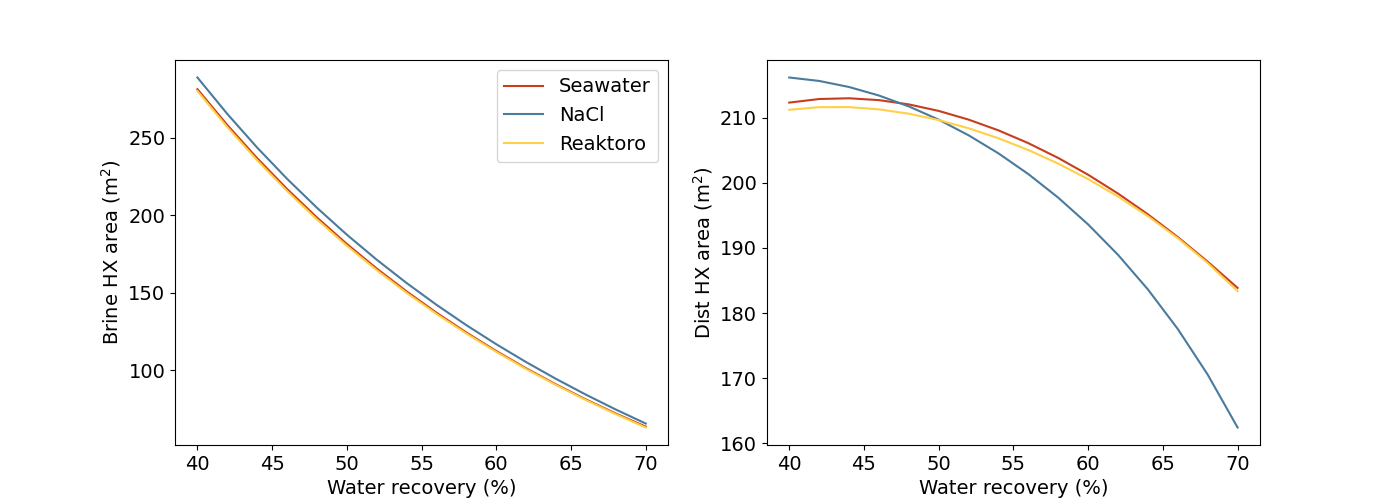 Seawater
NaCl
Reaktoro
250
200
150
100
Brine HX area (m²)
40 45 50 55 60 65 70
Water recovery (%)
210
200
190
180
170
160
Dist HX area (m²)
40 45 50 55 60 65 70
Water recovery (%)